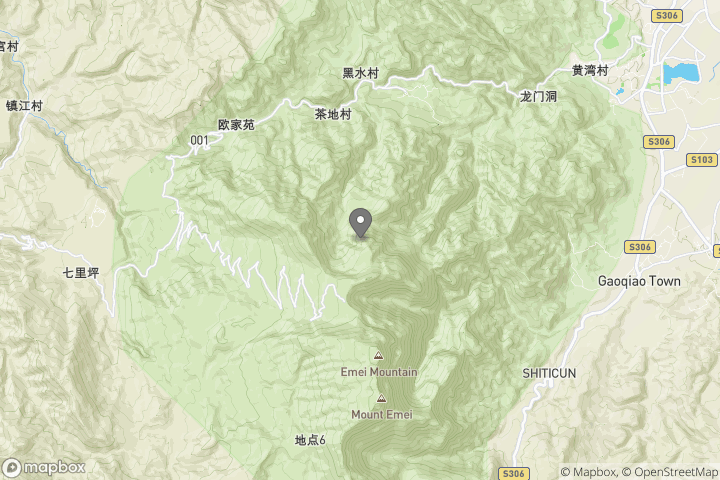 S306
宫村
黑水村
黄湾村
镇江村
龙门洞
茶地村
欧家苑
001
S306
S103
S306
S
七里坪
Gaoqiao Town
Emei Mountain
SHITICUN
Mount Emei
地点6
mapbox
S306
© Mapbox, © OpenStreetMap